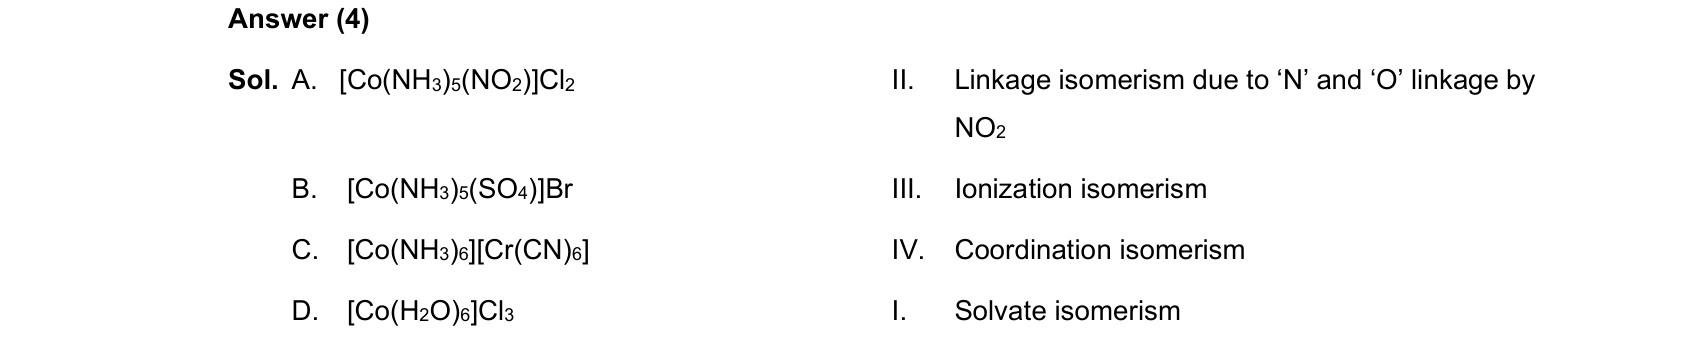 Answer (4)
Sol. A. [Co(NH3)5(NO2)]Cl2 II. Linkage isomerism due to ‘N’ and ‘O’ linkage by
NO2
B. [Co(NH3)5(SO4)]Br III. Ionization isomerism
C. [Co(NH3)6][Cr(CN)6] IV. Coordination isomerism
D. [Co(H2O)6]Cl3 I. Solvate isomerism